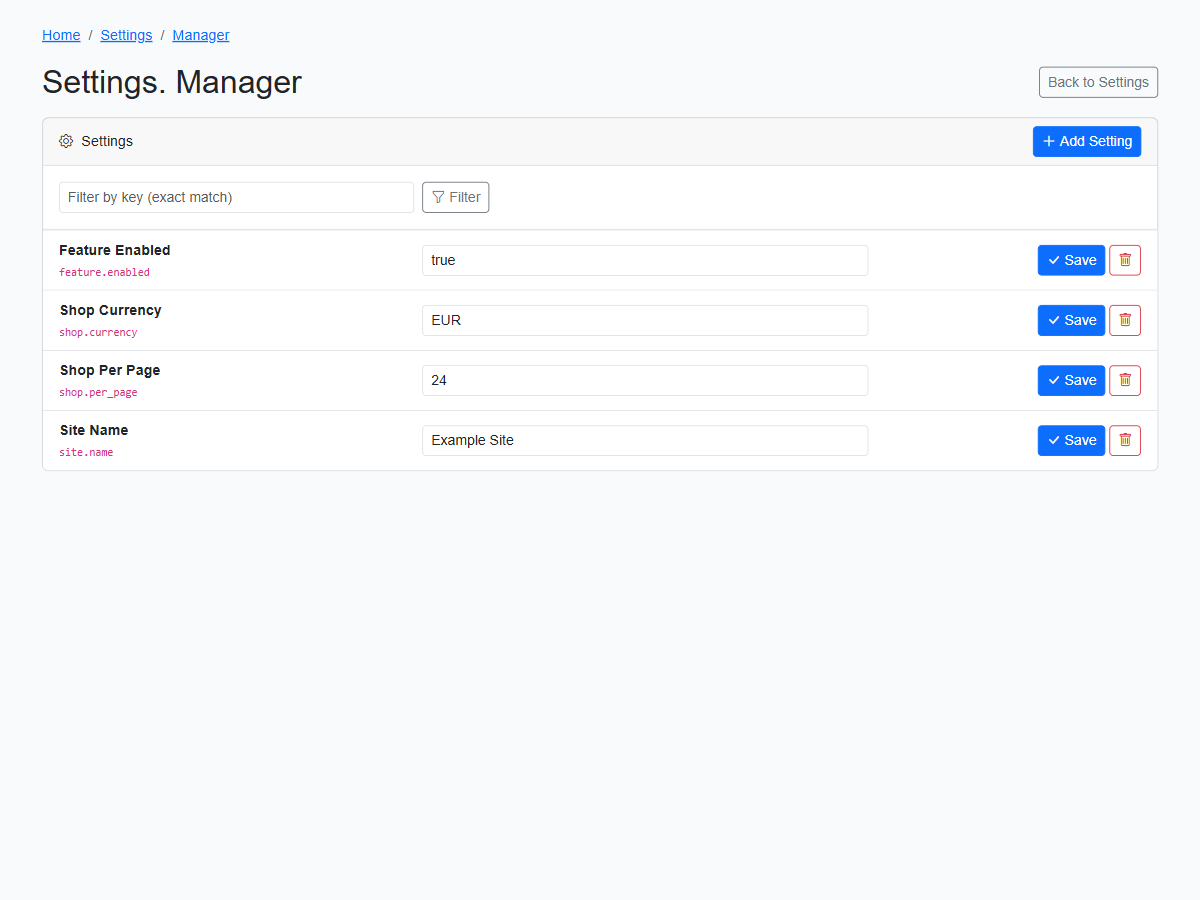 Home / Settings / Manager
Settings. Manager
Back to Settings
Settings
Add Setting
Filter by key (exact match)
Filter
Feature Enabled
feature.enabled
true
Save
Shop Currency
shop.currency
EUR
Save
Shop Per Page
shop.per_page
24
Save
Site Name
site.name
Example Site
Save